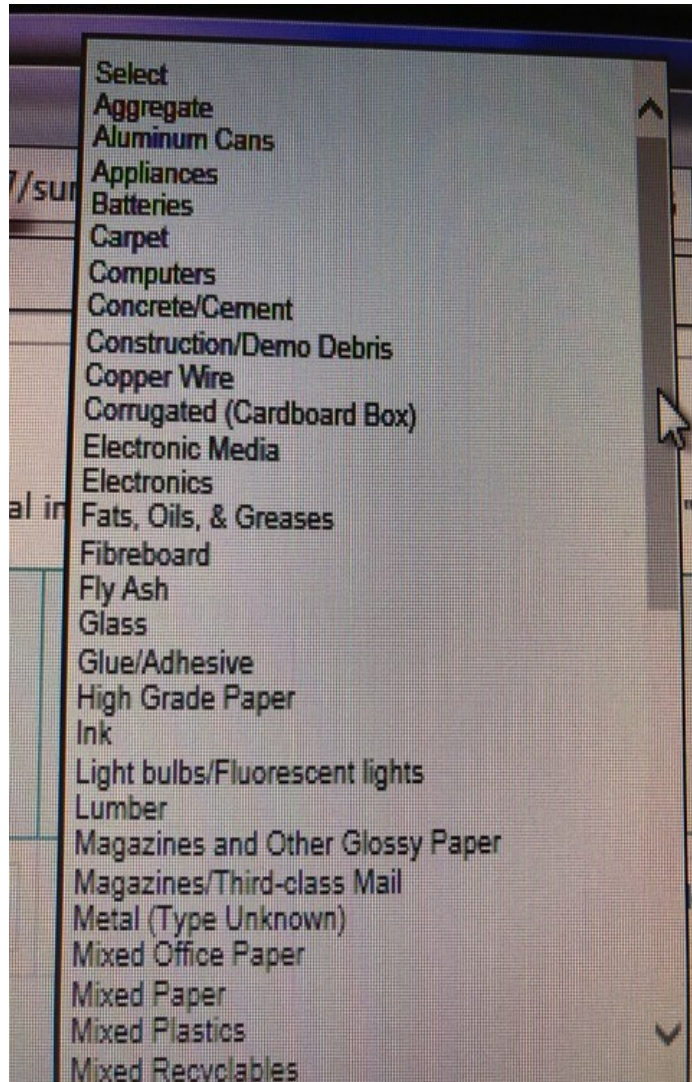 Select
Aggregate
Aluminum Cans
Appliances
Batteries
Carpet
Computers
Concrete/Cement
Construction/Demo Debris
Copper Wire
Corrugated (Cardboard Box)
Electronic Media
Electronics
Fats, Oils, & Greases
Fibreboard
Fly Ash
Glass
Glue/Adhesive
High Grade Paper
Ink
Light bulbs/Fluorescent lights
Lumber
Magazines and Other Glossy Paper
Magazines/Third-class Mail
Metal (Type Unknown)
Mixed Office Paper
Mixed Paper
Mixed Plastics
Mixed Recyclables